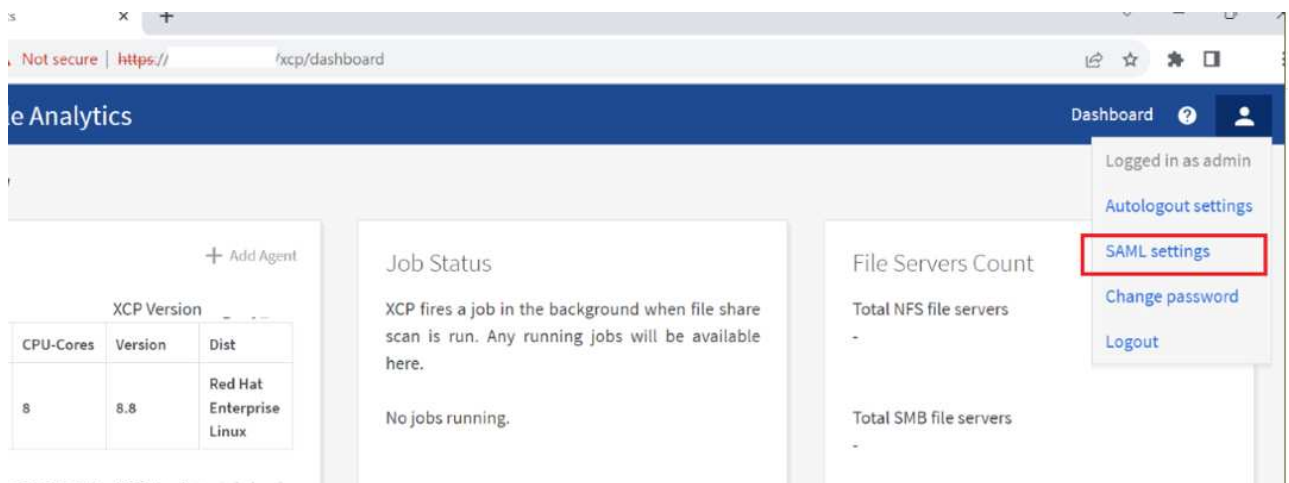 Not secure | https:// /xcp/dashboard
e Analytics
Dashboard ?
Logged in as admin
Autologout settings
SAML settings
Change password
Logout
+ Add Agent
XCP Version
CPU-Cores Version Dist
8 8.8 Red Hat
Enterprise
Linux
Job Status
XCP fires a job in the background when file share
scan is run. Any running jobs will be available
here.
No jobs running.
File Servers Count
Total NFS file servers
-
Total SMB file servers
-